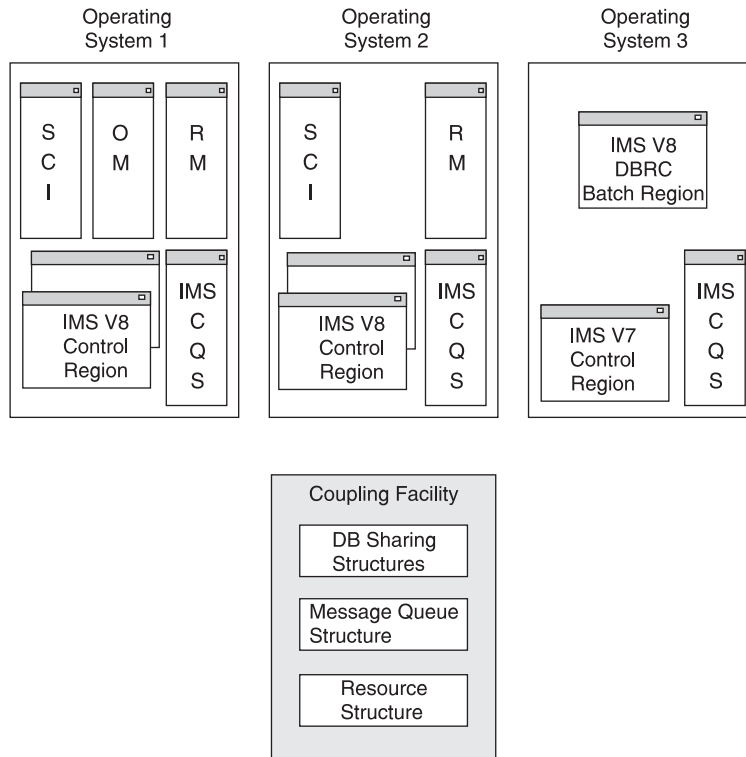 Operating
System 1
Operating
System 2
Operating
System 3
S
C
I
O
M
R
M
IMS V8
Control
Region
IMS
C
Q
S
S
C
I
R
M
IMS V8
Control
Region
IMS
C
Q
S
IMS V8
DBRC
Batch Region
IMS V7
Control
Region
IMS
C
Q
S
Coupling Facility
DB Sharing
Structures
Message Queue
Structure
Resource
Structure